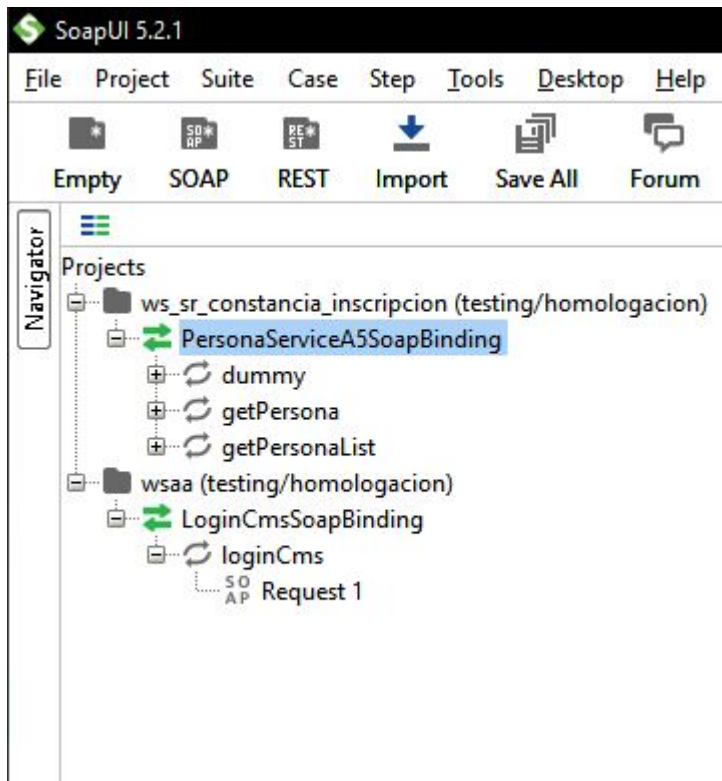 SoapUI 5.2.1
File Project Suite Case Step Tools Desktop Help
Empty SOAP REST Import Save All Forum
Navigator
Projects
ws_sr_constancia_inscripcion (testing/homologacion)
PersonaServiceA5SoapBinding
dummy
getPersona
getPersonaList
wsaa (testing/homologacion)
LoginCmsSoapBinding
loginCms
Request 1